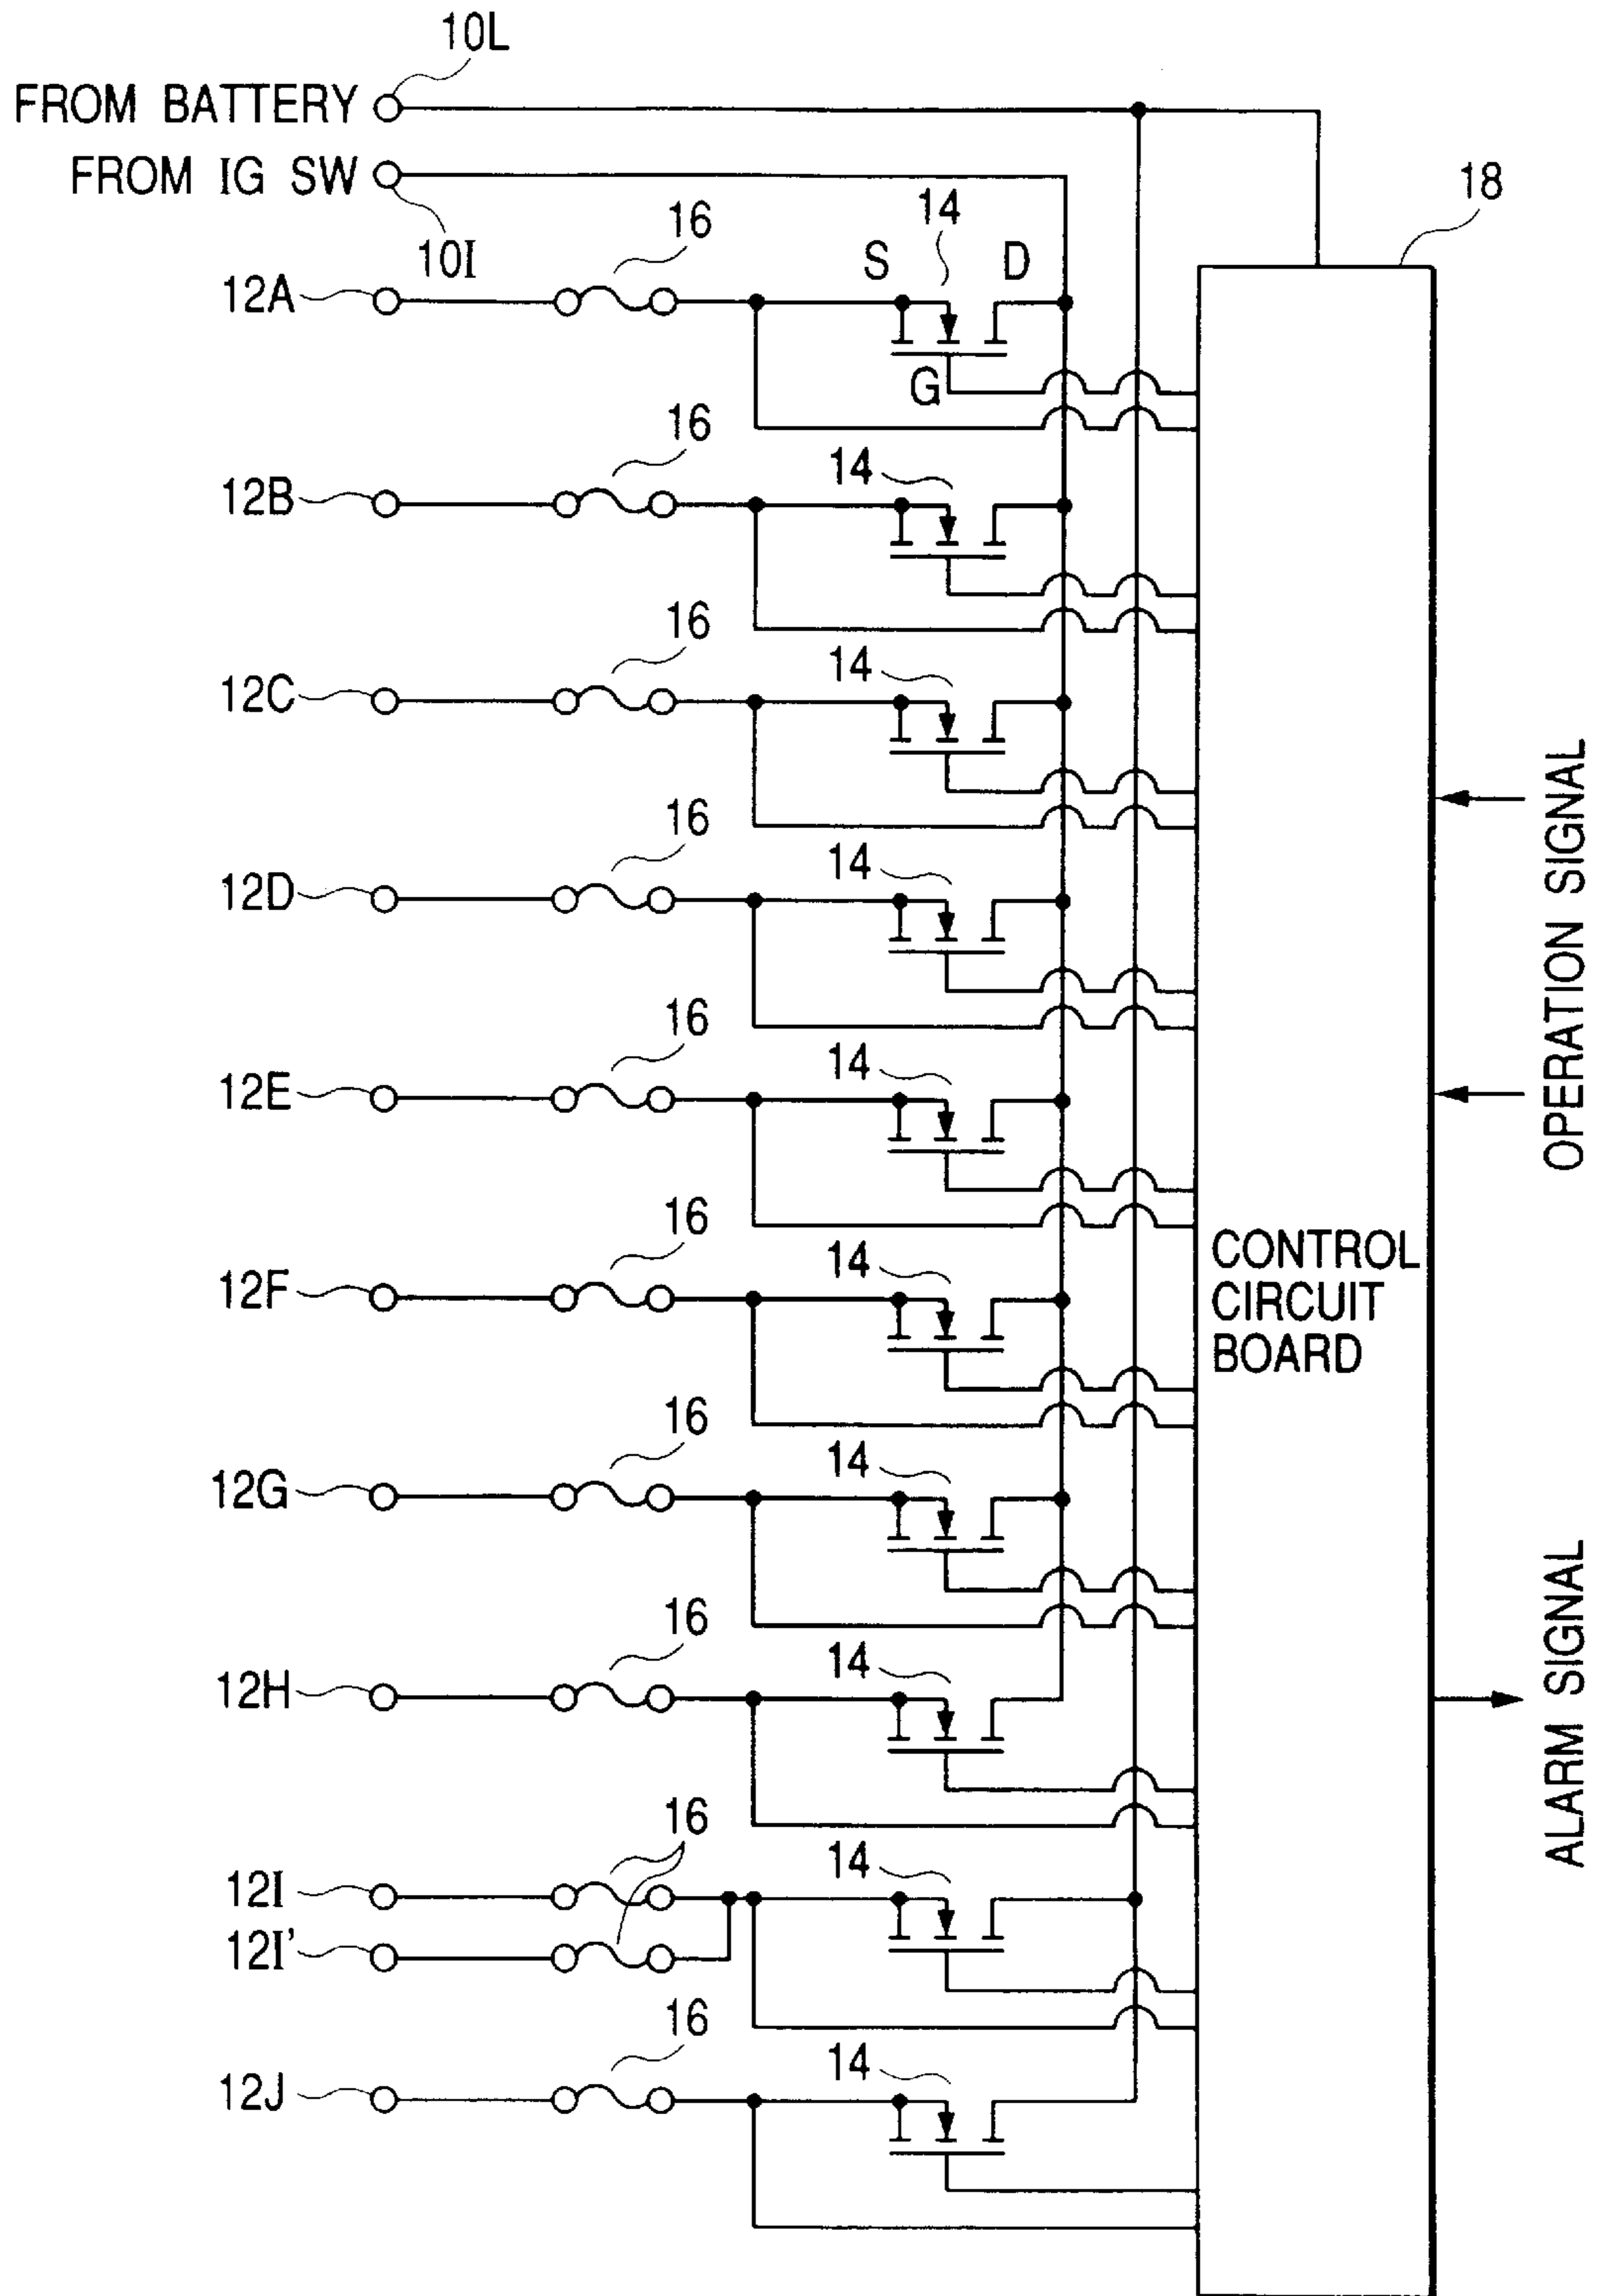 10L
FROM BATTERY
FROM IG SW
10I
18
12A
16
S
14
D
G
12B
16
14
12C
16
14
12D
16
14
12E
16
14
12F
16
14
12G
16
14
12H
16
14
12I
16
14
12I'
12J
16
14
CONTROL
CIRCUIT
BOARD
OPERATION SIGNAL
ALARM SIGNAL